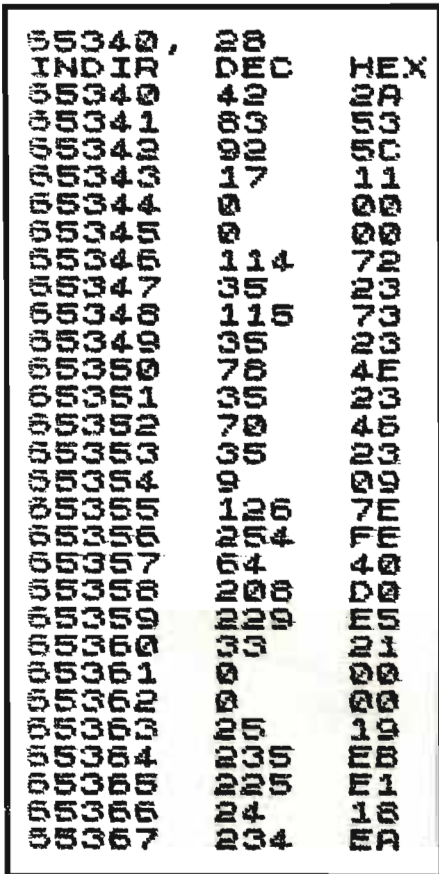 65340, 28
INDIR DEC HEX
65340 42 2A
65341 83 53
65342 92 5C
65343 17 11
65344 0 00
65345 0 00
65346 114 72
65347 35 23
65348 115 73
65349 35 23
65350 78 4E
65351 35 23
65352 70 46
65353 35 23
65354 9 09
65355 126 7E
65356 254 FE
65357 64 40
65358 208 D0
65359 229 E5
65360 33 21
65361 0 00
65362 0 00
65363 25 19
65364 235 EB
65365 225 E1
65366 24 18
65367 234 EA